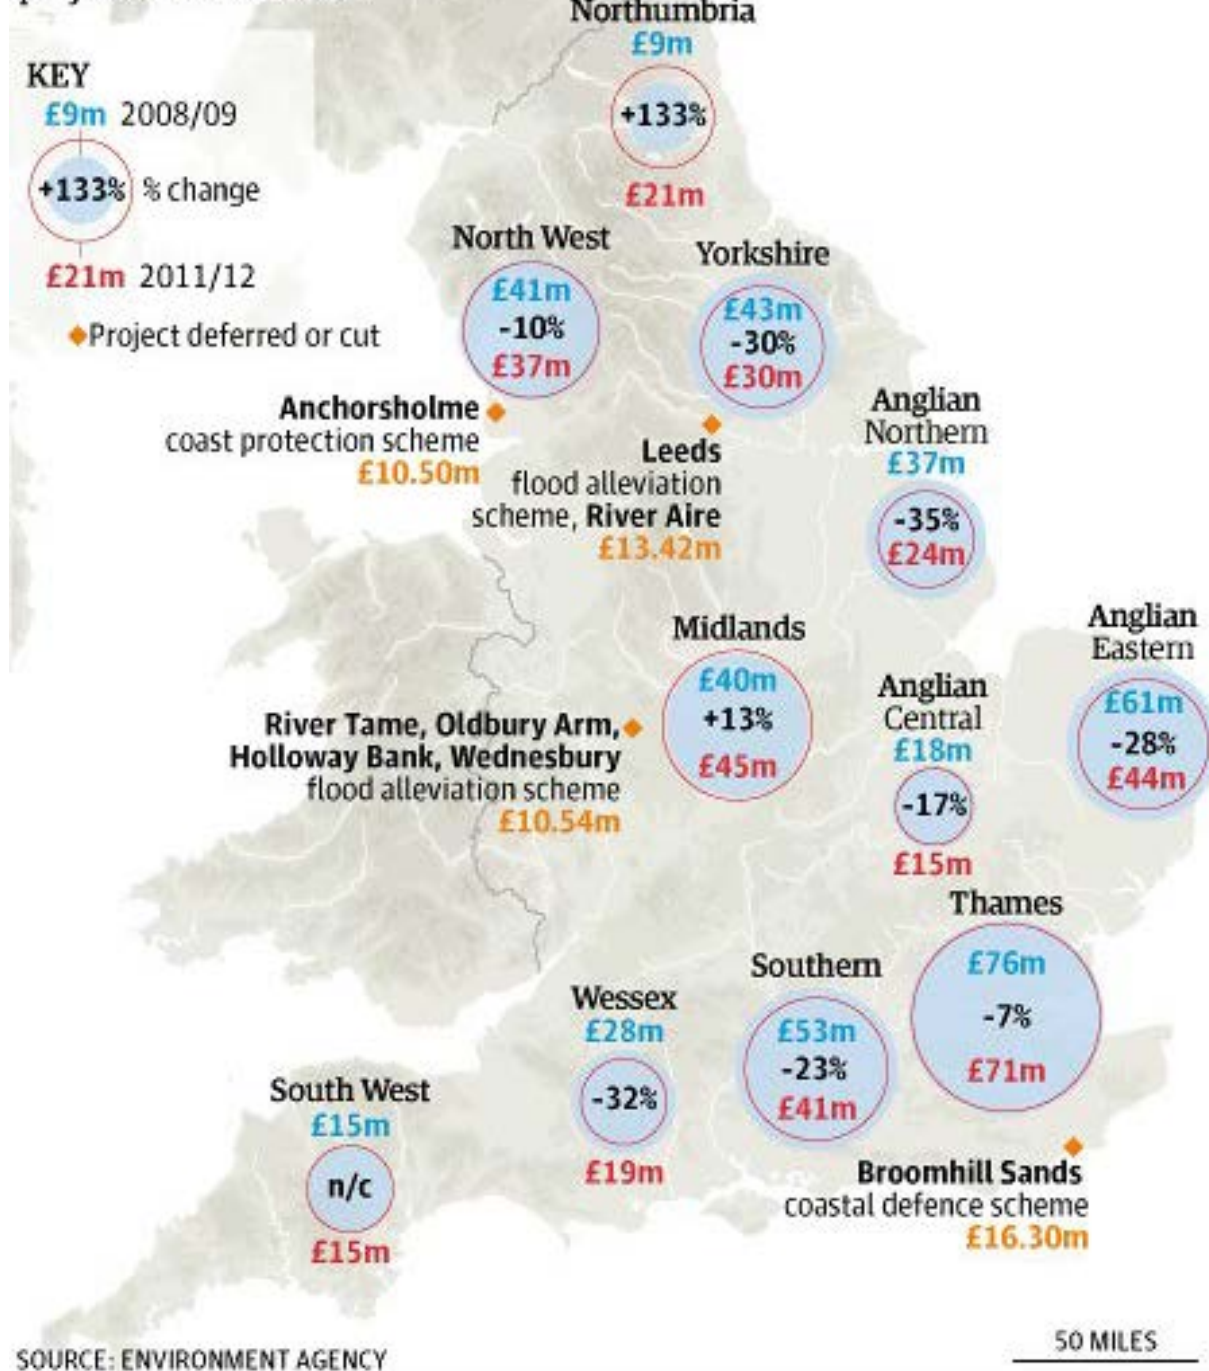 Northumbria
£9m
+133%
£21m
KEY
£9m 2008/09
+133% % change
£21m 2011/12
◆Project deferred or cut
North West
£41m
-10%
£37m
Yorkshire
£43m
-30%
£30m
Anchorsholme
coast protection scheme
£10.50m
Leeds
flood alleviation
scheme, River Aire
£13.42m
Anglian
Northern
£37m
-35%
£24m
Midlands
£40m
+13%
£45m
Anglian
Eastern
£61m
-28%
£44m
River Tame, Oldbury Arm,
Holloway Bank, Wednesbury
flood alleviation scheme
£10.54m
Anglian
Central
£18m
-17%
£15m
Thames
£76m
-7%
£71m
Southern
£53m
-23%
£41m
Wessex
£28m
-32%
£19m
South West
£15m
n/c
£15m
Broomhill Sands
coastal defence scheme
£16.30m
50 MILES
SOURCE: ENVIRONMENT AGENCY